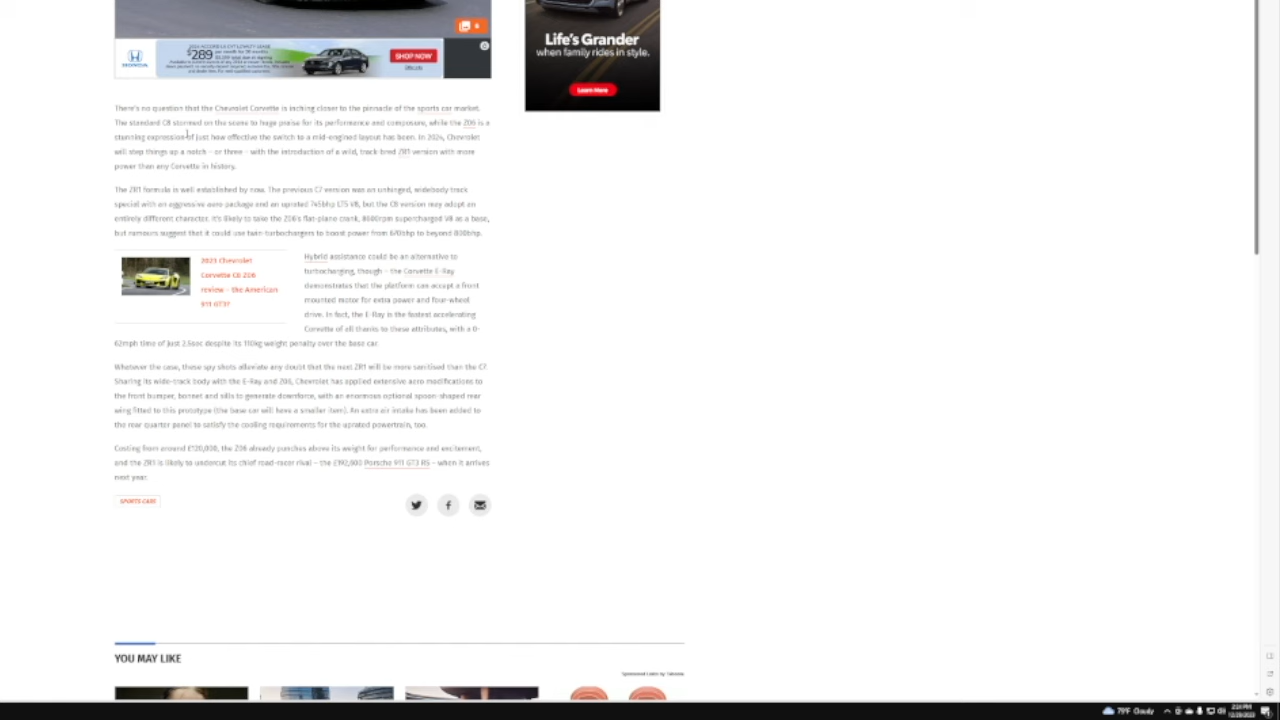 6
HONDA
$289
SHOP NOW
Life's Grander
when family rides in style.
Learn More
There's no question that the Chevrolet Corvette is inching closer to the pinnacle of the sports car market.
The standard C8 stormed on the scene to huge praise for its performance and composure, while the Z06 is a
stunning expression of just how effective the switch to a mid-engined layout has been. In 2024, Chevrolet
will step things up a notch – or three – with the introduction of a wild, track-bred ZR1 version with more
power than any Corvette in history.
The ZR1 formula is well established by now. The previous C7 version was an unhinged, widebody track
special with an aggressive aero package and an uprated 745bhp LT5 V8, but the C8 version may adopt an
entirely different character. It's likely to take the Z06's flat-plane crank, 8600rpm supercharged V8 as a base,
but rumours suggest that it could use twin-turbochargers to boost power from 670bhp to beyond 800bhp.
2023 Chevrolet
Corvette C8 Z06
review – the American
911 GT3?
Hybrid assistance could be an alternative to
turbocharging, though – the Corvette E-Ray
demonstrates that the platform can accept a front
mounted motor for extra power and four-wheel
drive. In fact, the E-Ray is the fastest accelerating
Corvette of all thanks to these attributes, with a 0-
62mph time of just 2.5sec despite its 110kg weight penalty over the base car.
Whatever the case, these spy shots alleviate any doubt that the next ZR1 will be more sanitised than the C7.
Sharing its wide-track body with the E-Ray and Z06, Chevrolet has applied extensive aero modifications to
the front bumper, bonnet and sills to generate downforce, with an enormous optional spoon-shaped rear
wing fitted to this prototype (the base car will have a smaller item). An extra air intake has been added to
the rear quarter panel to satisfy the cooling requirements for the uprated powertrain, too.
Costing from around £120,000, the Z06 already punches above its weight for performance and excitement,
and the ZR1 is likely to undercut its chief road-racer rival – the £192,600 Porsche 911 GT3 RS – when it arrives
next year.
SPORTS CARS
YOU MAY LIKE
Sponsored Links by Taboola
79°F Cloudy